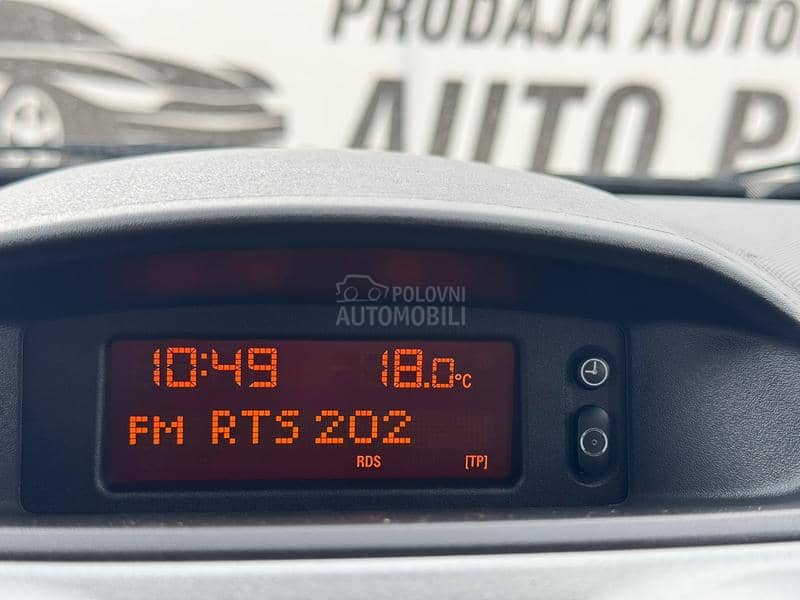 PRODAJA AUTO
AUTO P
POLOVNI
AUTOMOBILI
10:49 18.0°C
FM RTS 202
RDS [TP]